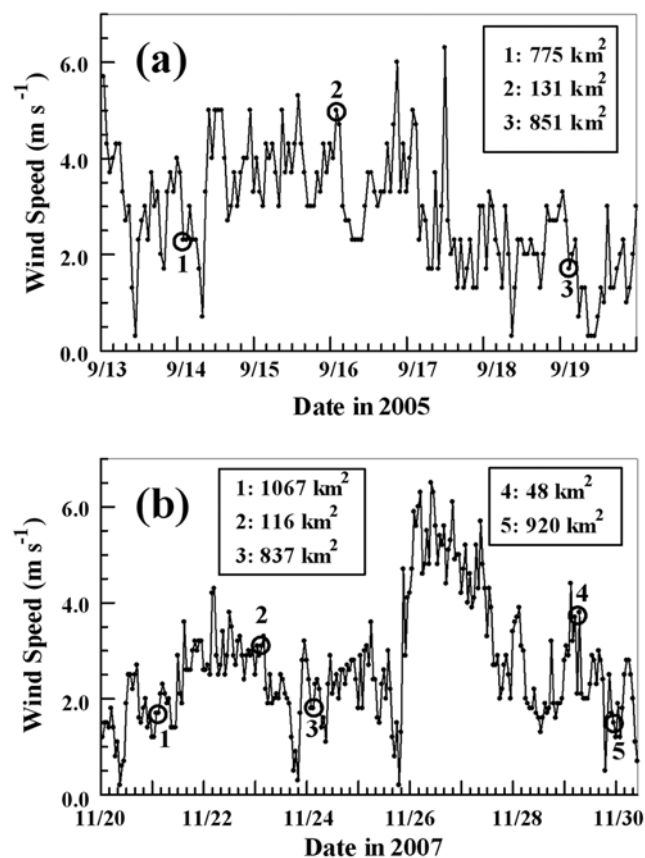 (a)
1: 775 km²
2: 131 km²
3: 851 km²
Wind Speed (m s⁻¹)
6.0
4.0
2.0
0.0
1
2
3
9/13 9/14 9/15 9/16 9/17 9/18 9/19
Date in 2005
(b)
1: 1067 km²
2: 116 km²
3: 837 km²
4: 48 km²
5: 920 km²
Wind Speed (m s⁻¹)
6.0
4.0
2.0
0.0
1
2
3
4
5
11/20 11/22 11/24 11/26 11/28 11/30
Date in 2007